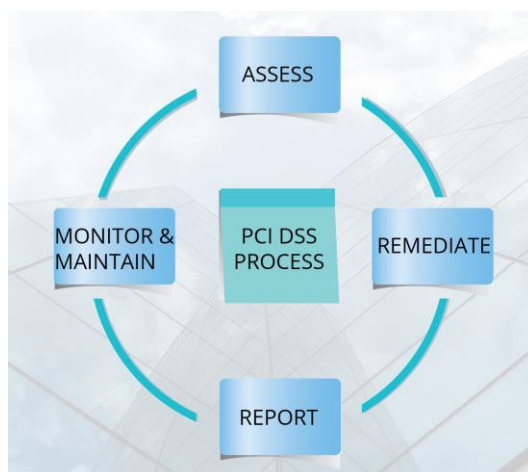 ASSESS
MONITOR &
MAINTAIN
PCI DSS
PROCESS
REMEDIATE
REPORT